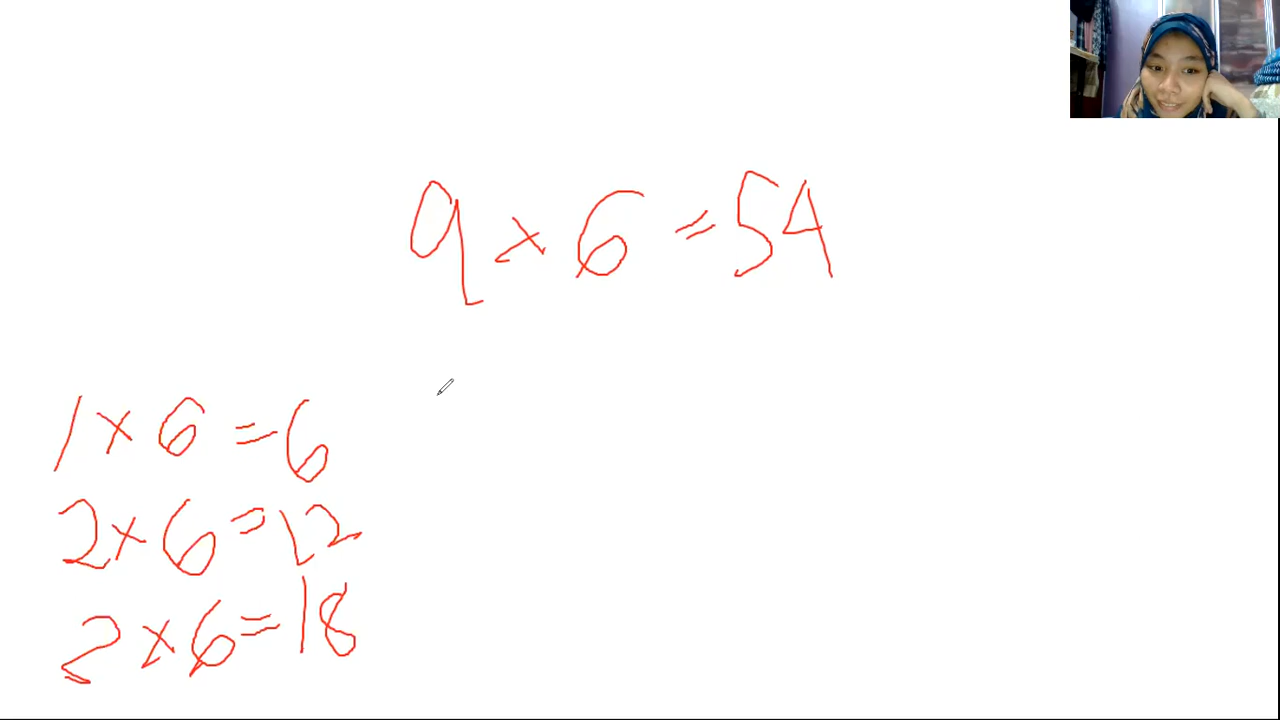 9 × 6 = 54
1 × 6 = 6
2 × 6 = 12
2 × 6 = 18